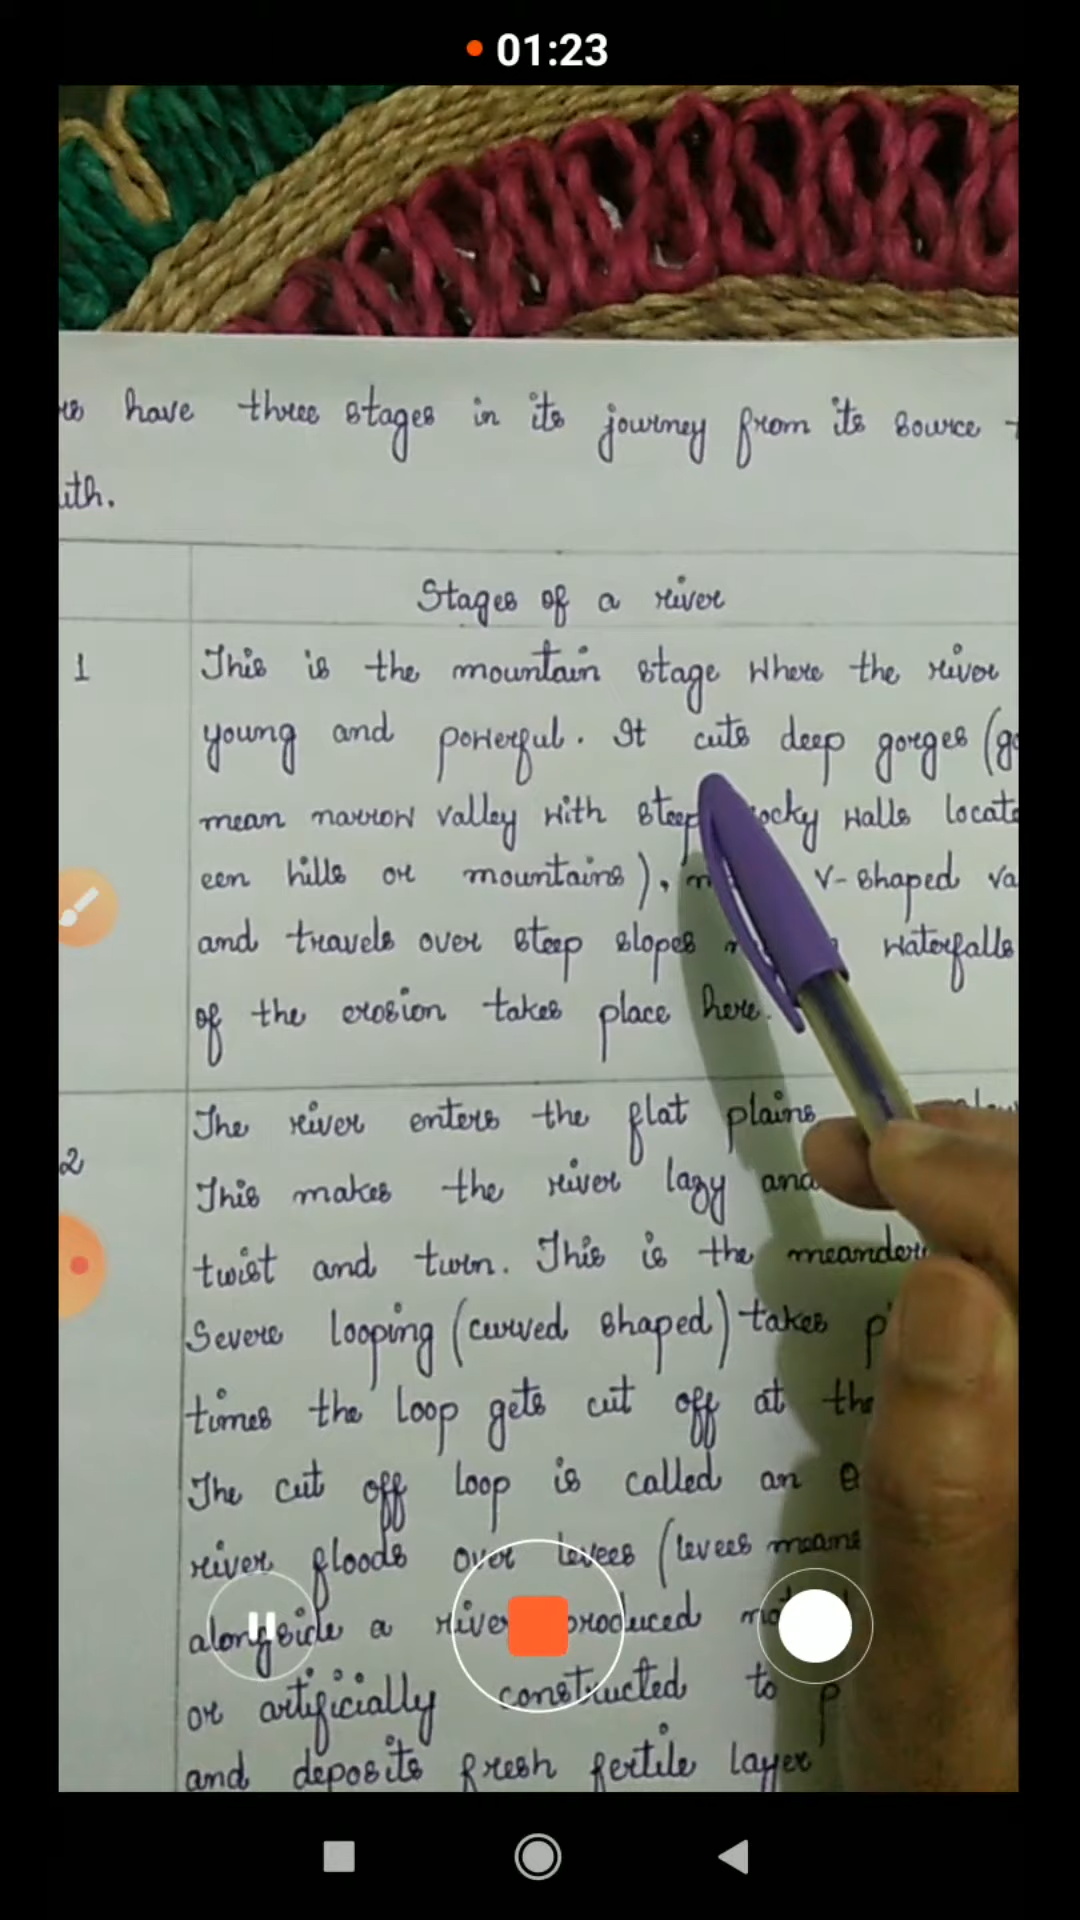 01:23
have three stages in its journey from its source
Stages of a river
1 This is the mountain stage where the river
young and powerful. It cuts deep gorges
mean narrow valley with steep rocky walls
een hills or mountains), V-shaped
and travels over steep slopes waterfalls
of the erosion takes place here.
The river enters the flat plains
2 This makes the river lazy and
twist and turn. This is the
Severe looping (curved shaped) takes
times the loop gets cut off at
The cut off loop is called an
river floods over levees (levees means
alongside a river produced
or artificially constructed to
and deposits fresh fertile layer